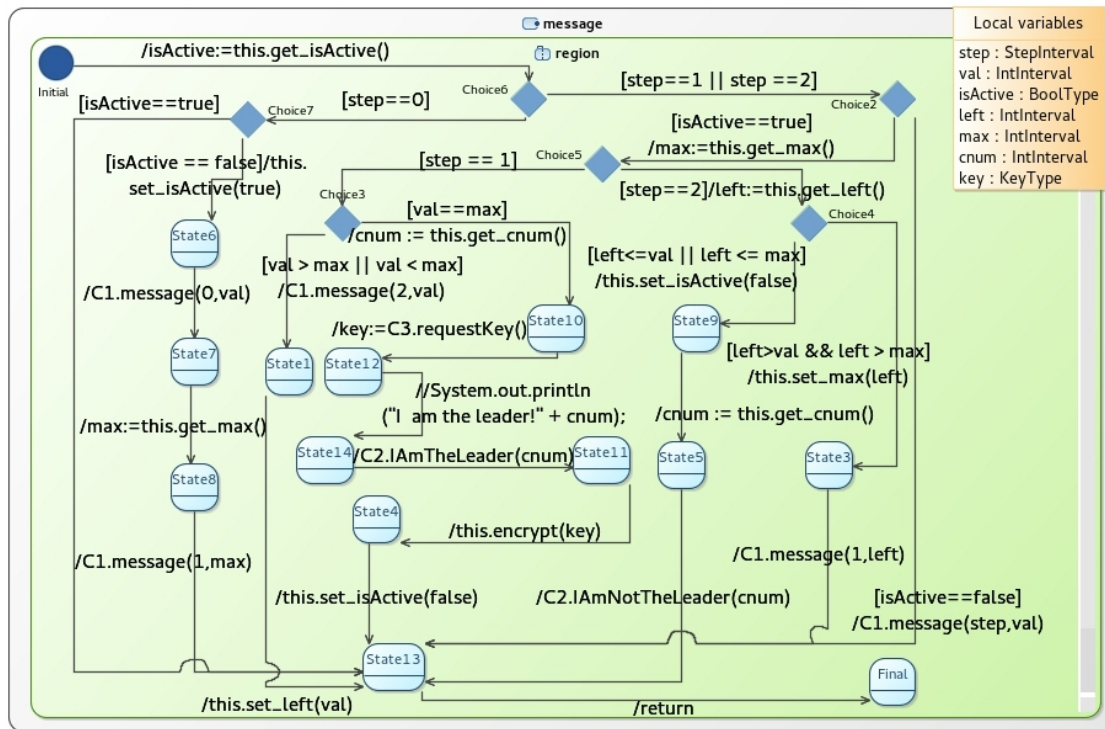 message
Local variables
step : StepInterval
val : IntInterval
isActive : BoolType
left : IntInterval
max : IntInterval
cnum : IntInterval
key : KeyType
region
Initial
/isActive:=this.get_isActive()
Choice6
[step==1 || step ==2]
Choice2
[isActive==true]
Choice7
[step==0]
[isActive==true]
/max:=this.get_max()
[isActive == false]/this.
set_isActive(true)
[step == 1]
Choice5
[step==2]/left:=this.get_left()
Choice3
Choice4
[val==max]
/cnum := this.get_cnum()
State6
[val > max || val < max]
/C1.message(2,val)
[left<=val || left <= max]
/this.set_isActive(false)
/C1.message(0,val)
/key:=C3.requestKey()
State10
State9
State7
State1
State12
[left>val && left > max]
/this.set_max(left)
//System.out.println
("I am the leader!" + cnum);
/cnum := this.get_cnum()
/max:=this.get_max()
State14
/C2.IAmTheLeader(cnum)
State11
State5
State3
State8
State4
/this.encrypt(key)
/C1.message(1,max)
/C1.message(1,left)
/this.set_isActive(false)
/C2.IAmNotTheLeader(cnum)
[isActive==false]
/C1.message(step,val)
State13
Final
/this.set_left(val)
/return